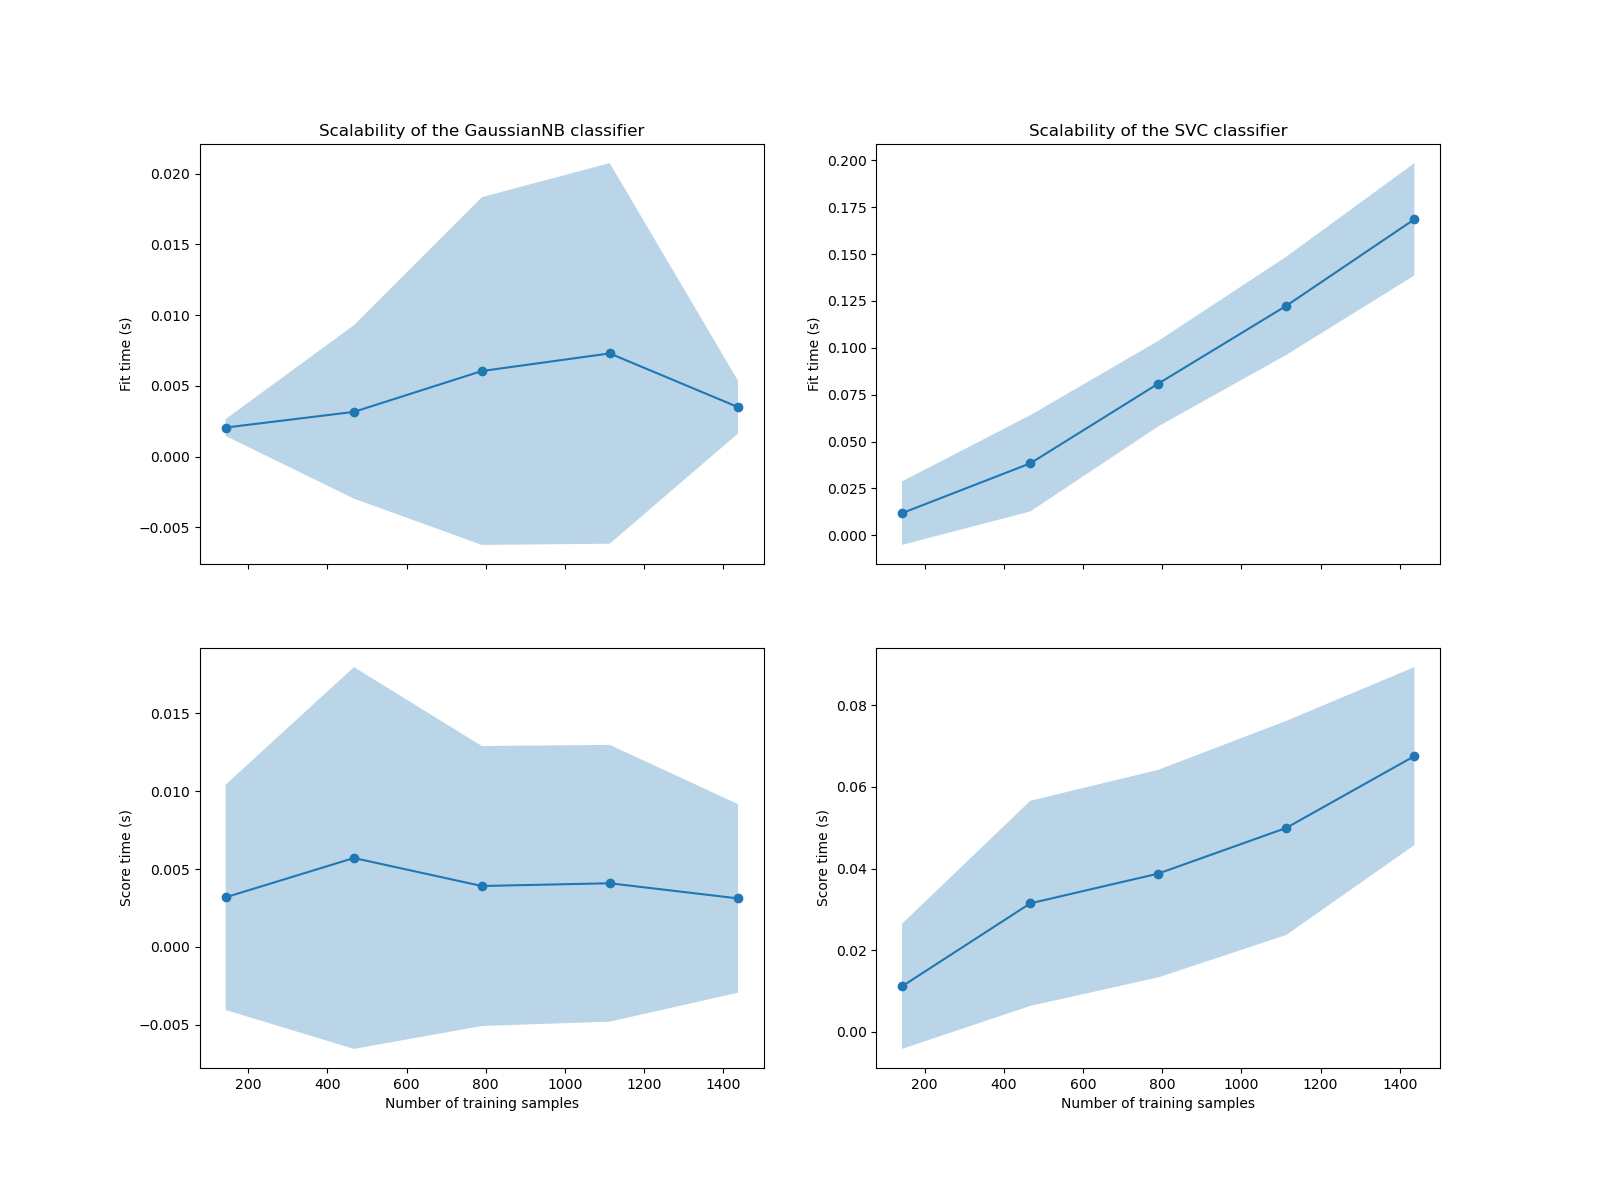 Scalability of the GaussianNB classifier
0.020
0.015
0.010
0.005
0.000
−0.005
Fit time (s)
Scalability of the SVC classifier
0.200
0.175
0.150
0.125
0.100
0.075
0.050
0.025
0.000
Fit time (s)
0.015
0.010
0.005
0.000
−0.005
Score time (s)
200 400 600 800 1000 1200 1400
Number of training samples
0.08
0.06
0.04
0.02
0.00
Score time (s)
200 400 600 800 1000 1200 1400
Number of training samples